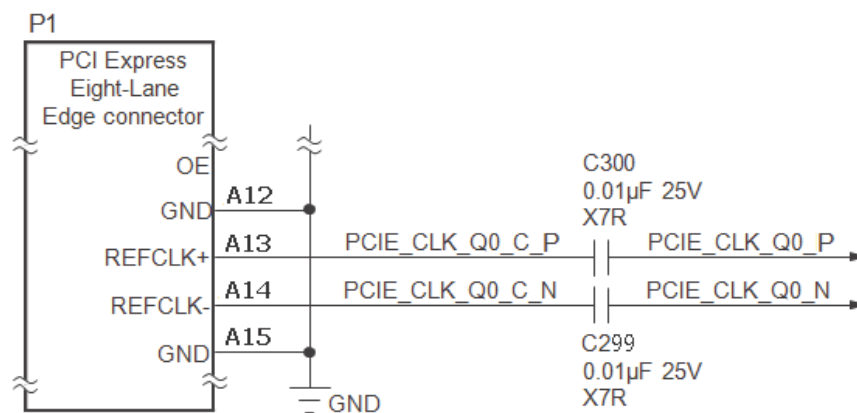 P1
PCI Express
Eight-Lane
Edge connector
OE
GND
A12
REFCLK+
A13
PCIE_CLK_Q0_C_P
C300
0.01µF 25V
X7R
PCIE_CLK_Q0_P
REFCLK-
A14
PCIE_CLK_Q0_C_N
PCIE_CLK_Q0_N
GND
A15
C299
0.01µF 25V
X7R
GND